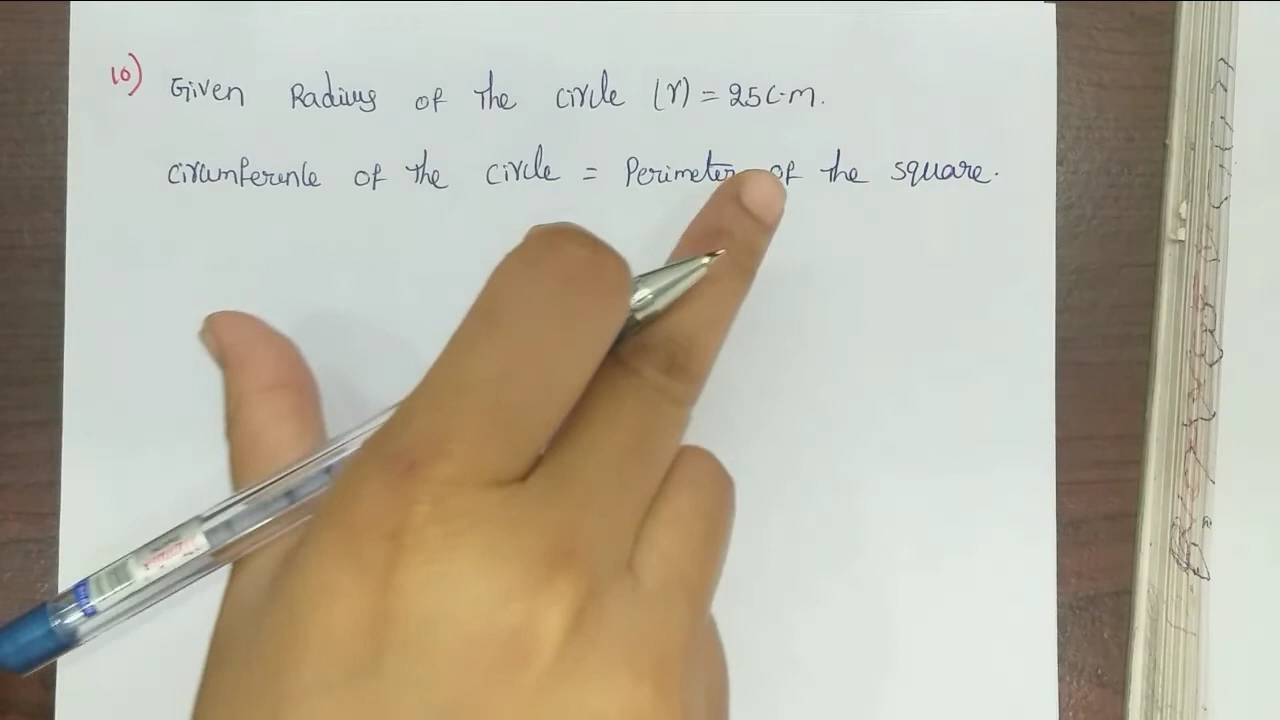 10) Given Radius of the circle (r) = 25c.m.
circumference of the circle = Perimeter of the square.